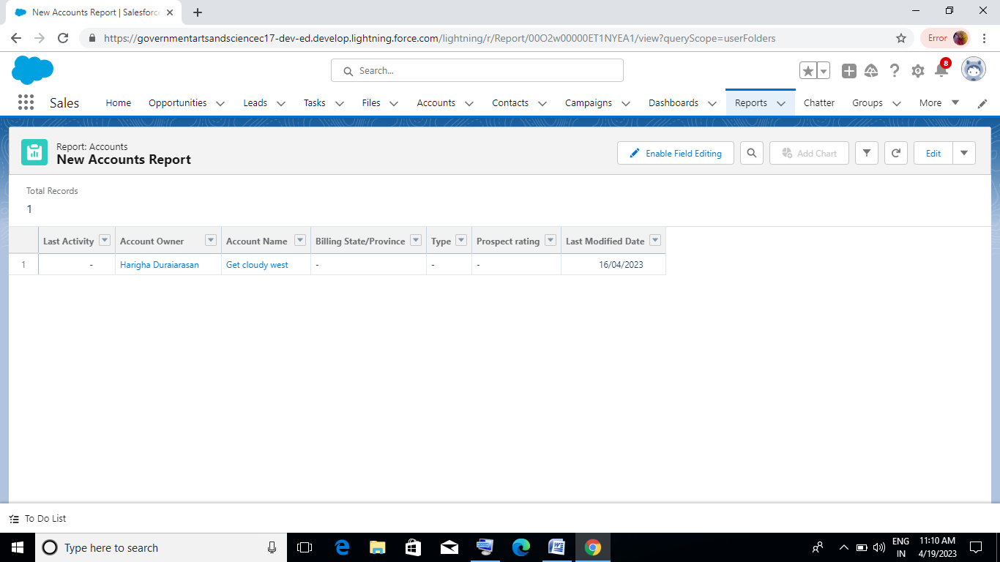 New Accounts Report | Salesforc
https://governmentartsandsciencec17-dev-ed.develop.lightning.force.com/lightning/r/Report/00O2w00000ET1NYEA1/view?queryScope=userFolders
Error
Search...
8
Sales Home Opportunities Leads Tasks Files Accounts Contacts Campaigns Dashboards Reports Chatter Groups More
Report: Accounts
New Accounts Report
Enable Field Editing Add Chart Edit
Total Records
1
Last Activity Account Owner Account Name Billing State/Province Type Prospect rating Last Modified Date
1 - Harigha Duraiarasan Get cloudy west - - - 16/04/2023
To Do List
Type here to search
ENG
IN
11:10 AM
4/19/2023